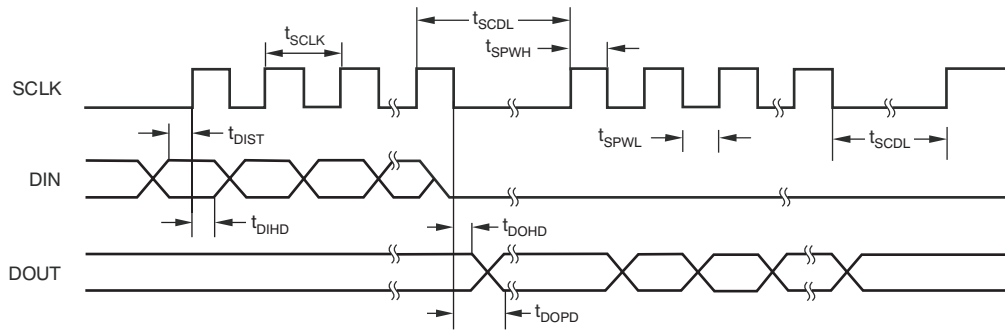 tSCDL
tSCLK
tSPWH
SCLK
tDIST
tSPWL
tSCDL
DIN
tDIHD
tDOHD
DOUT
tDOPD